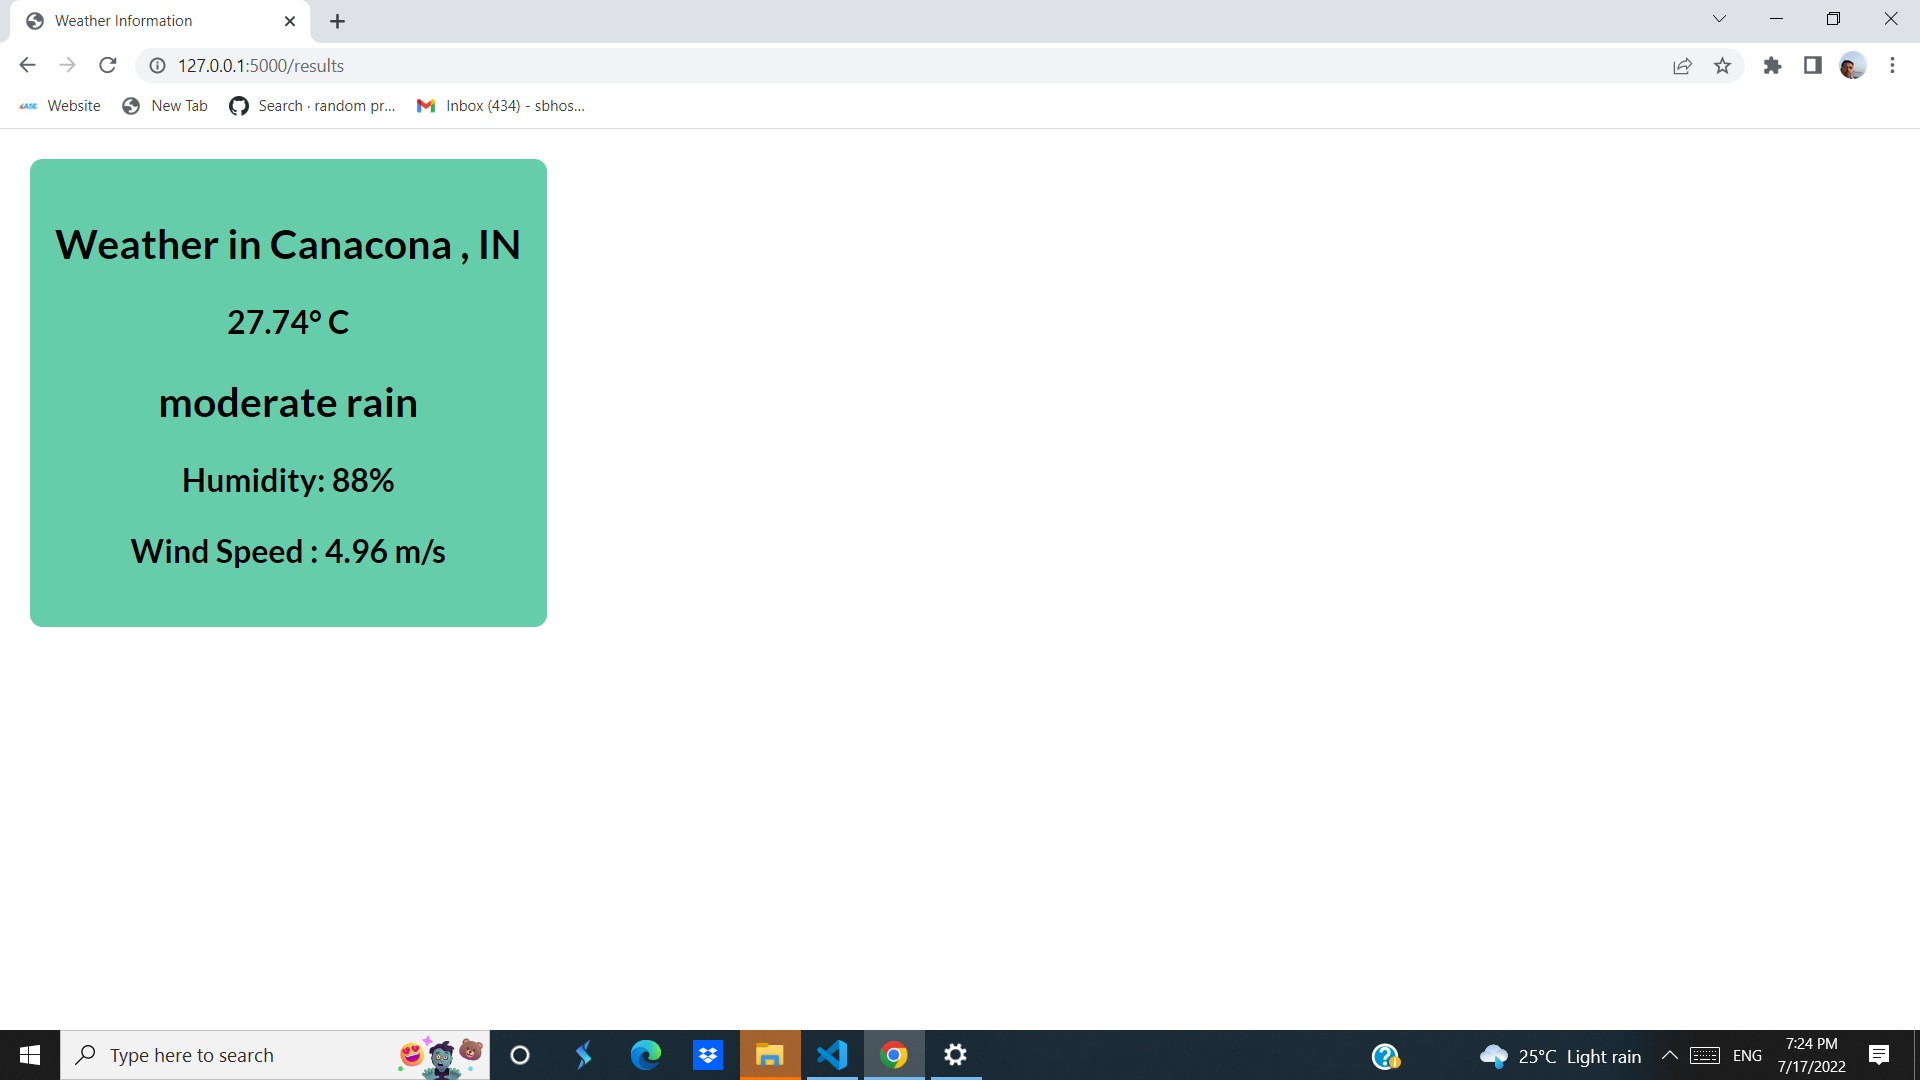 Weather Information
127.0.0.1:5000/results
Website
New Tab
Search · random pr...
Inbox (434) - sbhos...
Weather in Canacona , IN
27.74° C
moderate rain
Humidity: 88%
Wind Speed : 4.96 m/s
Type here to search
25°C Light rain
ENG
7:24 PM
7/17/2022